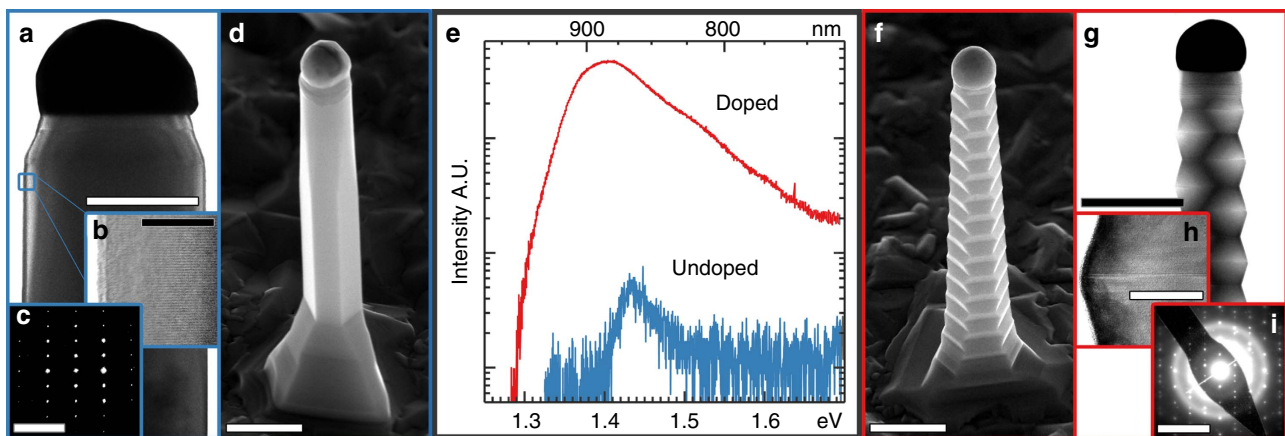 a
b
c
d
e
900
800
nm
Intensity A.U.
Doped
Undoped
1.3
1.4
1.5
1.6
eV
f
g
h
i